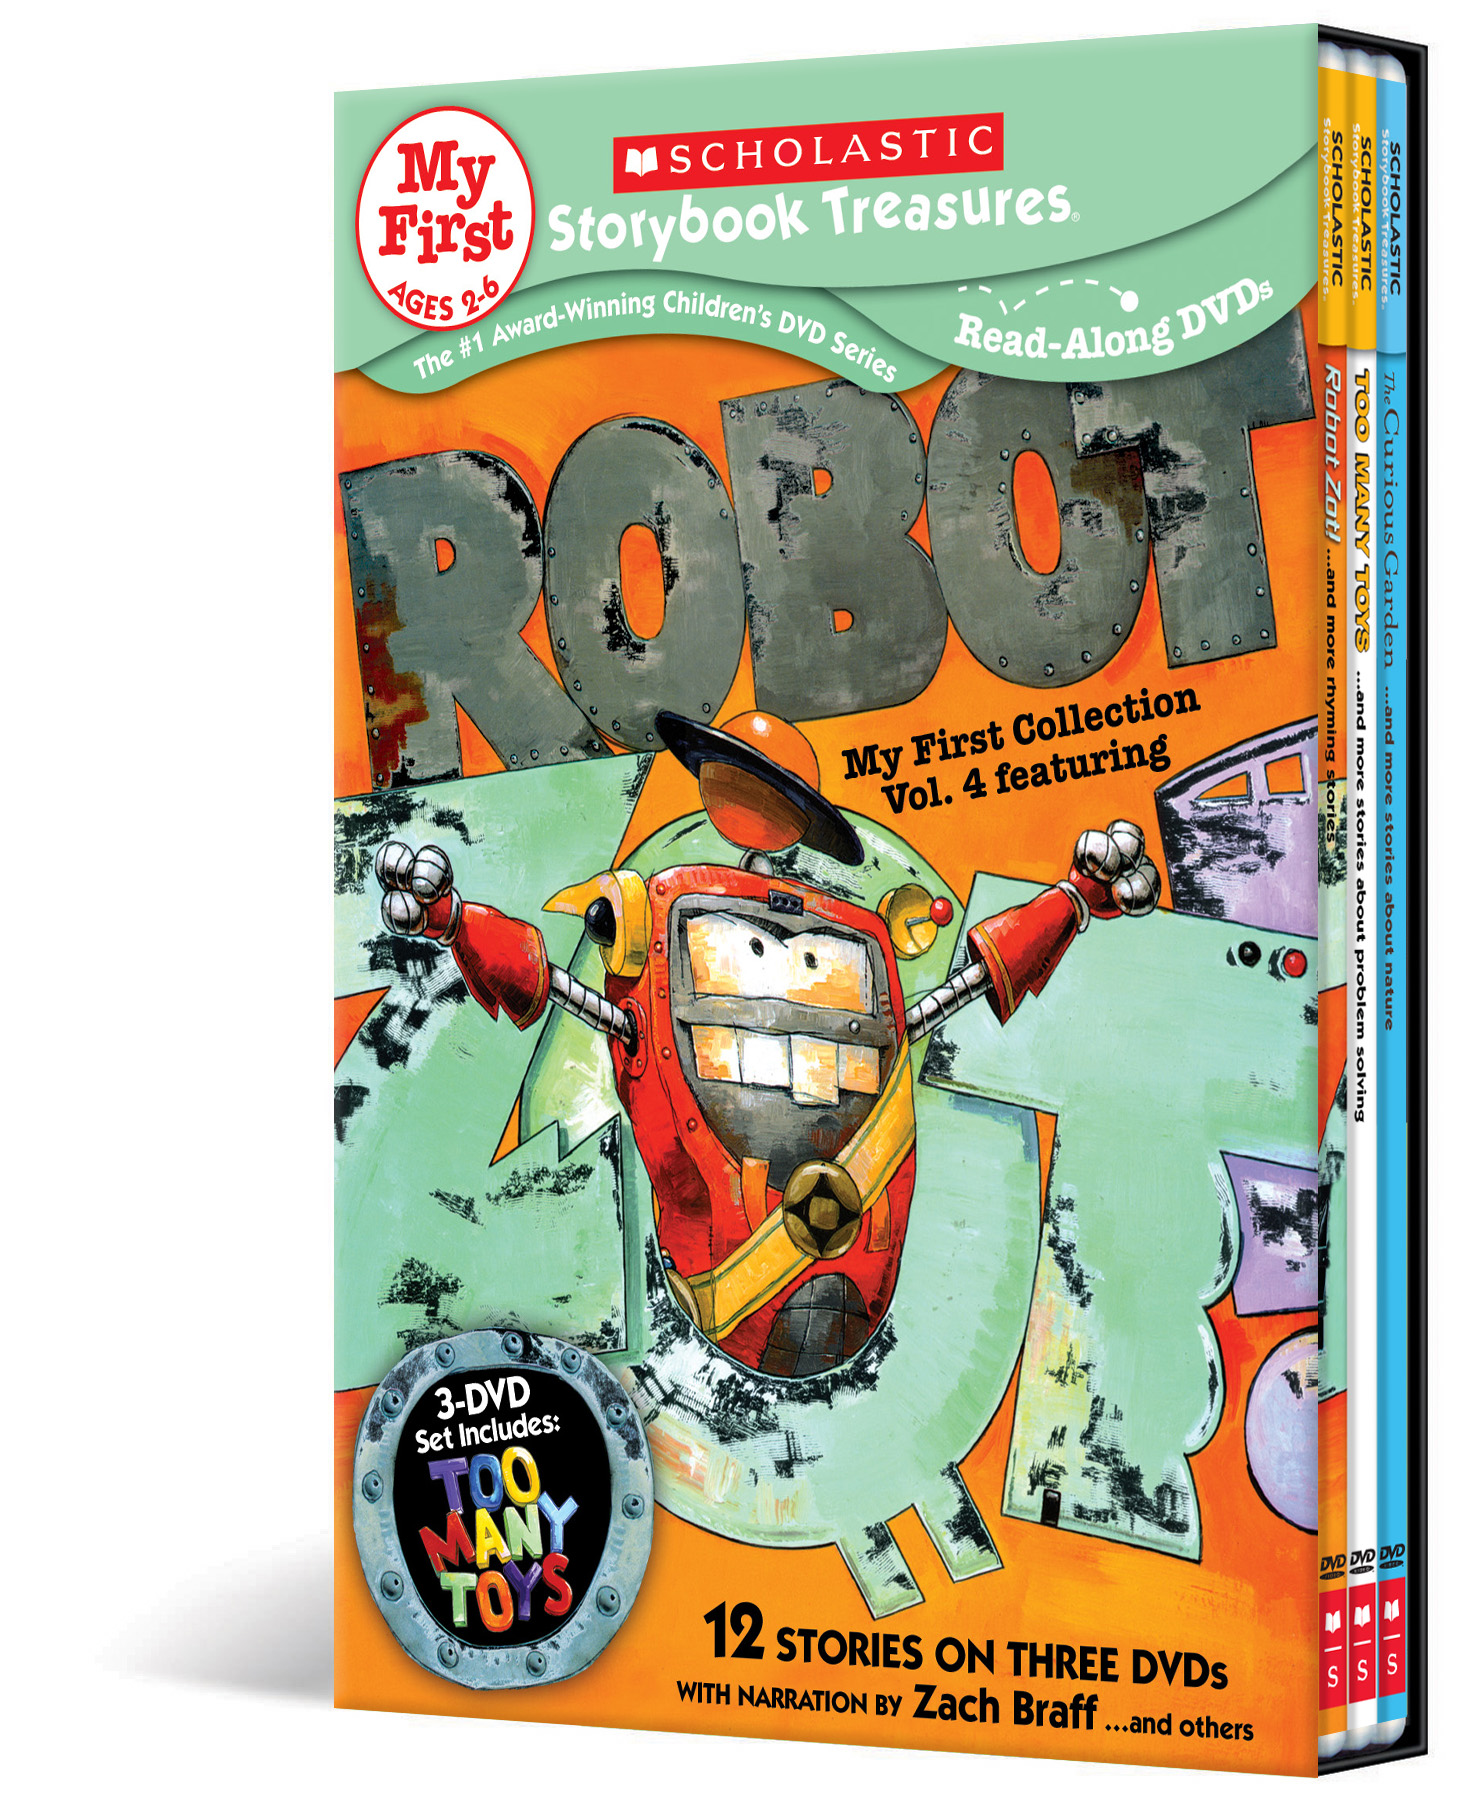 My
First
AGES 2-6
SCHOLASTIC
Storybook Treasures®
The #1 Award-Winning Children's DVD Series
Read-Along DVDs
ROBOT
My First Collection
Vol. 4 featuring
ZOT!
3-DVD
Set Includes:
TOO
MANY
TOYS
12 STORIES ON THREE DVDs
WITH NARRATION BY Zach Braff ...and others
SCHOLASTIC
Storybook Treasures
Robot Zot! ...and more rhyming stories
DVD
VIDEO
S
SCHOLASTIC
Storybook Treasures
TOO MANY TOYS ...and more stories about problem solving
DVD
VIDEO
S
SCHOLASTIC
Storybook Treasures
The Curious Garden ...and more stories about nature
DVD
VIDEO
S